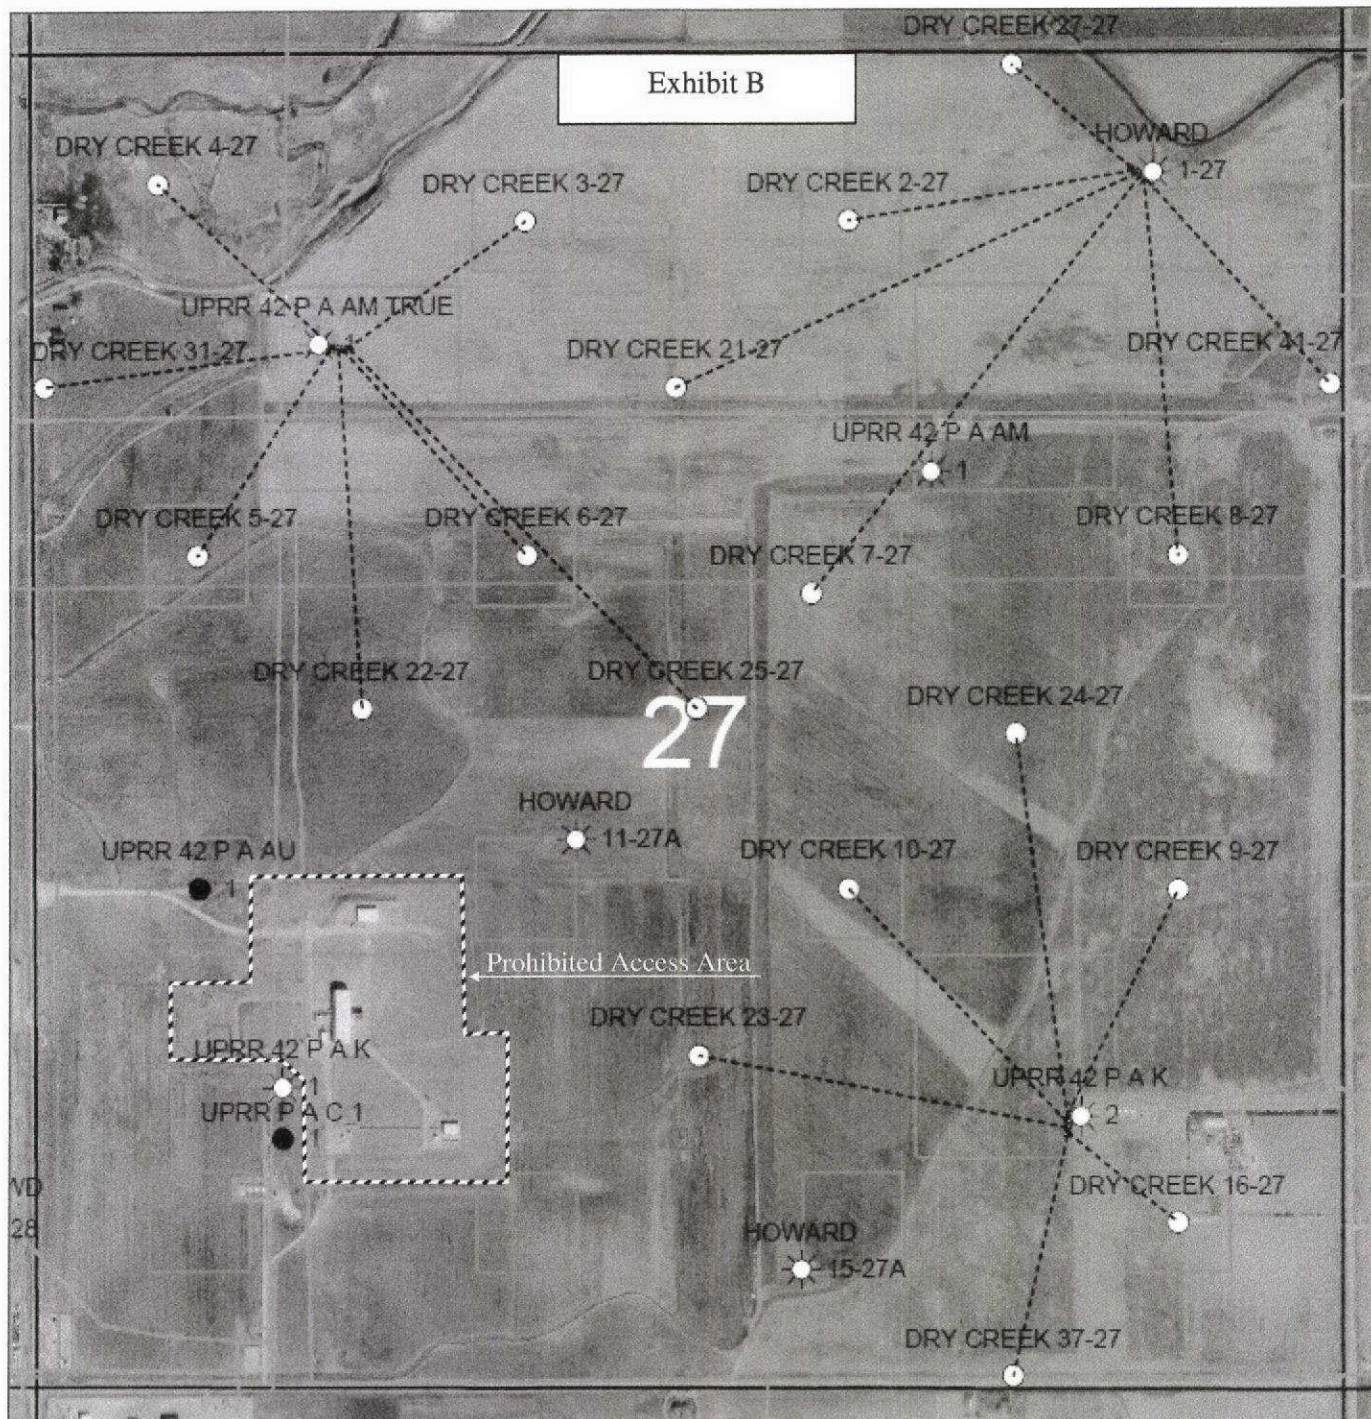 DRY CREEK 27-27
Exhibit B
HOWARD
1-27
DRY CREEK 4-27
DRY CREEK 3-27
DRY CREEK 2-27
UPRR 42 P A AM TRUE
1
DRY CREEK 31-27
DRY CREEK 21-27
DRY CREEK 41-27
UPRR 42 P A AM
1
DRY CREEK 5-27
DRY CREEK 6-27
DRY CREEK 8-27
DRY CREEK 7-27
DRY CREEK 22-27
DRY CREEK 25-27
DRY CREEK 24-27
27
HOWARD
11-27A
UPRR 42 P A AU
1
DRY CREEK 10-27
DRY CREEK 9-27
Prohibited Access Area
DRY CREEK 23-27
UPRR 42 P A K
1
UPRR 42 P A K
2
UPRR P A C 1
WD
28
DRY CREEK 16-27
HOWARD
15-27A
DRY CREEK 37-27